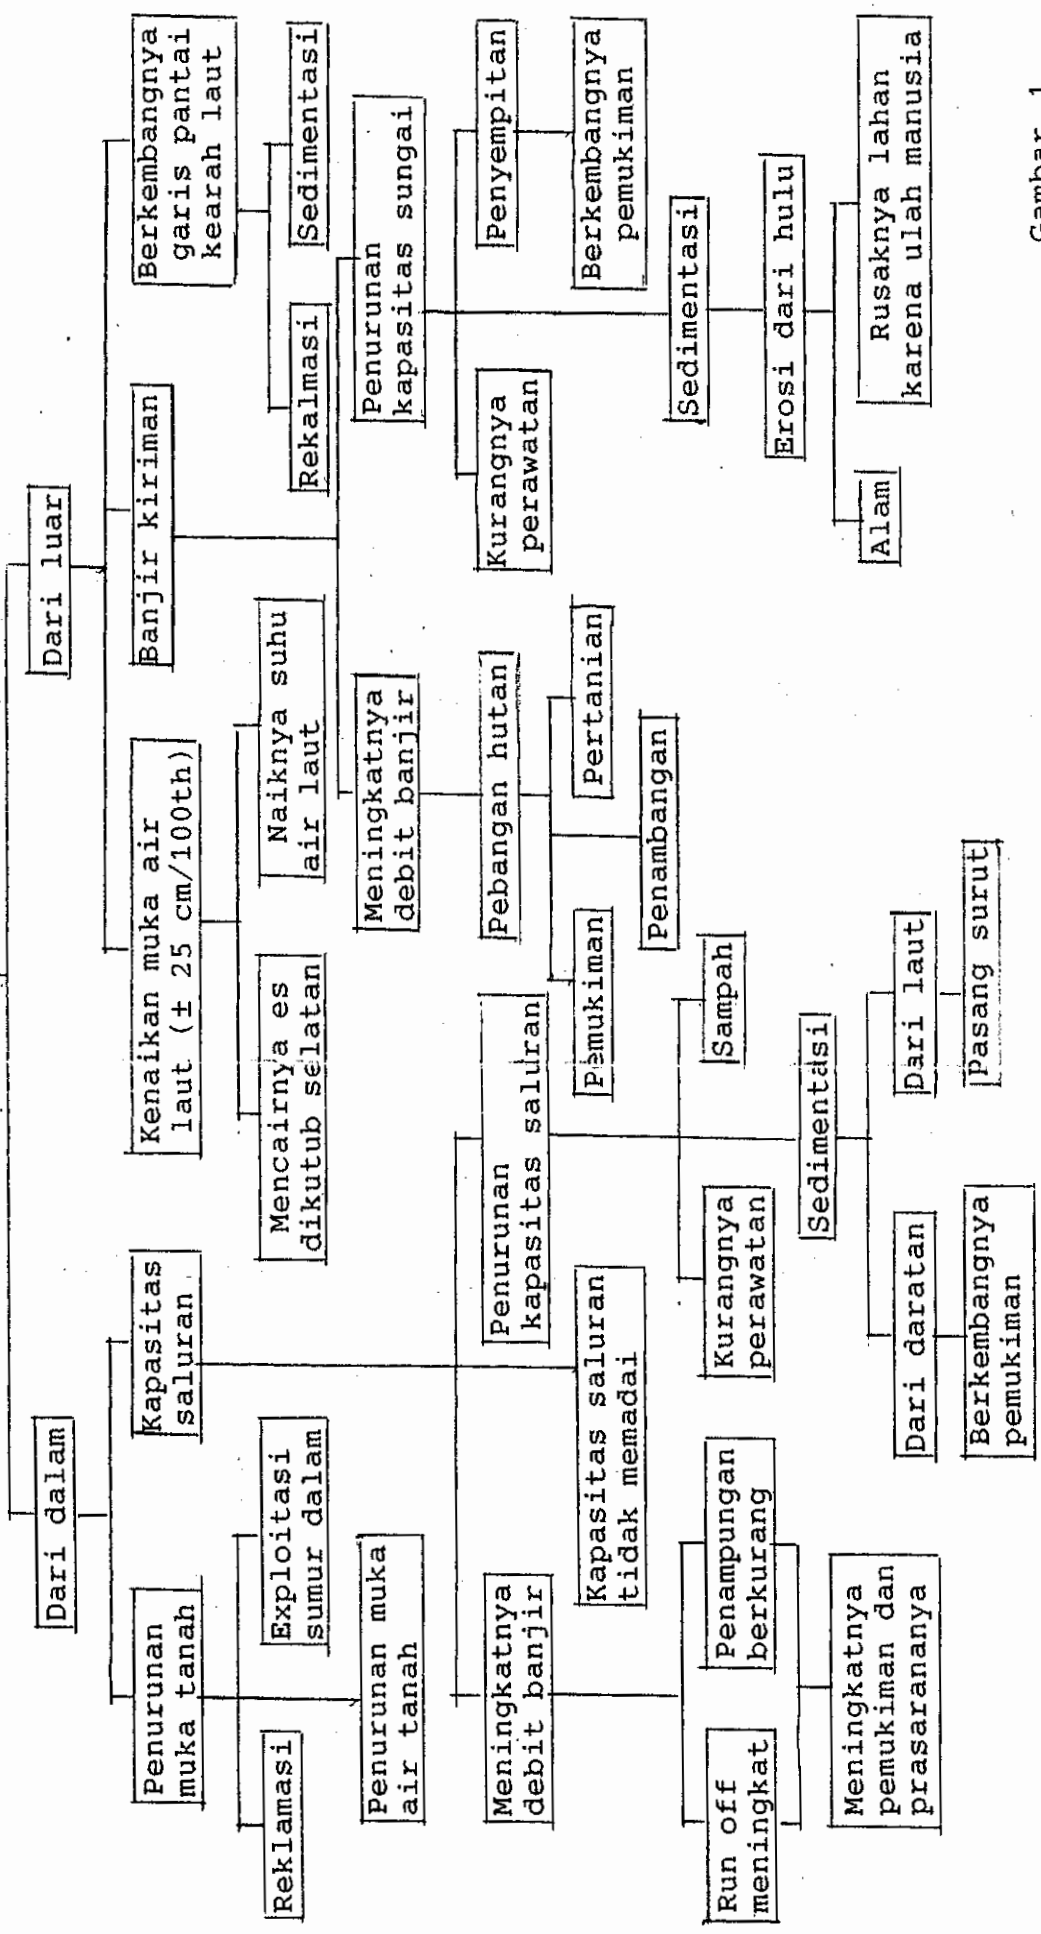 Dari dalam
Dari luar
Penurunan
muka tanah
Kapasitas
saluran
Kenaikan muka air
laut (± 25 cm/100th)
Banjir kiriman
Berkembangnya
garis pantai
kearah laut
Reklamasi
Exploitasi
sumur dalam
Mencairnya es
dikutub selatan
Naiknya suhu
air laut
Rekalmasi
Sedimentasi
Penurunan muka
air tanah
Meningkatnya
debit banjir
Penurunan
kapasitas sungai
Meningkatnya
debit banjir
Penurunan
kapasitas saluran
Pebangan hutan
Kurangnya
perawatan
Penyempitan
Kapasitas saluran
tidak memadai
Pemukiman
Pertanian
Berkembangnya
pemukiman
Penambangan
Sedimentasi
Run off
meningkat
Penampungan
berkurang
Kurangnya
perawatan
Sampah
Erosi dari hulu
Sedimentasi
Meningkatnya
pemukiman dan
prasarananya
Alam
Rusaknya lahan
karena ulah manusia
Dari daratan
Dari laut
Berkembangnya
pemukiman
Pasang surut
Gambar 1